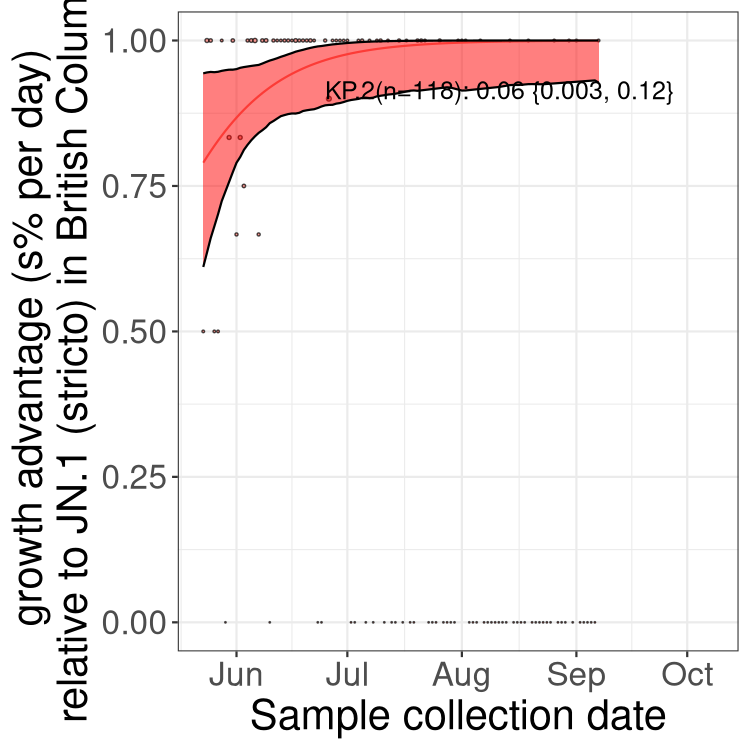 growth advantage (s% per day)
relative to JN.1 (stricto) in British Colum
1.00
0.75
0.50
0.25
0.00
KP.2(n=118): 0.06 {0.003, 0.12}
Jun Jul Aug Sep Oct
Sample collection date